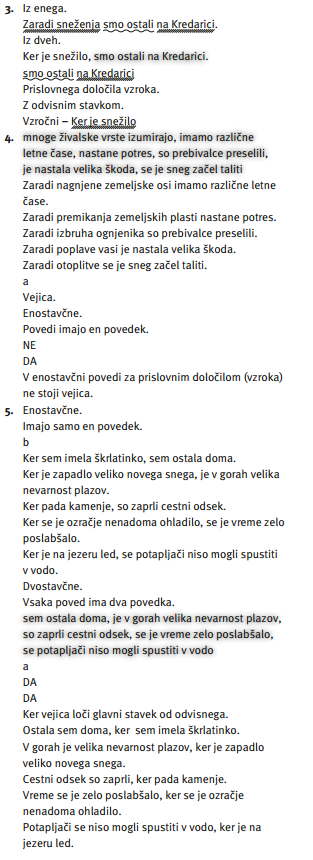 3. Iz enega.
Zaradi sneženja smo ostali na Kredarici.
Iz dveh.
Ker je snežilo, smo ostali na Kredarici.
smo ostali na Kredarici
Prislovnega določila vzroka.
Z odvisnim stavkom.
Vzročni – Ker je snežilo
4. mnoge živalske vrste izumirajo, imamo različne
letne čase, nastane potres, so prebivalce preselili,
je nastala velika škoda, se je sneg začel taliti
Zaradi nagnjene zemeljske osi imamo različne letne
čase.
Zaradi premikanja zemeljskih plasti nastane potres.
Zaradi izbruha ognjenika so prebivalce preselili.
Zaradi poplave vasi je nastala velika škoda.
Zaradi otoplitve se je sneg začel taliti.
a
Vejica.
Enostavčne.
Povedi imajo en povedek.
NE
DA
V enostavčni povedi za prislovnim določilom (vzroka)
ne stoji vejica.
5. Enostavčne.
Imajo samo en povedek.
b
Ker sem imela škrlatinko, sem ostala doma.
Ker je zapadlo veliko novega snega, je v gorah velika
nevarnost plazov.
Ker pada kamenje, so zaprli cestni odsek.
Ker se je ozračje nenadoma ohladilo, se je vreme zelo
poslabšalo.
Ker je na jezeru led, se potapljači niso mogli spustiti
v vodo.
Dvostavčne.
Vsaka poved ima dva povedka.
sem ostala doma, je v gorah velika nevarnost plazov,
so zaprli cestni odsek, se je vreme zelo poslabšalo,
se potapljači niso mogli spustiti v vodo
a
DA
DA
Ker vejica loči glavni stavek od odvisnega.
Ostala sem doma, ker sem imela škrlatinko.
V gorah je velika nevarnost plazov, ker je zapadlo
veliko novega snega.
Cestni odsek so zaprli, ker pada kamenje.
Vreme se je zelo poslabšalo, ker se je ozračje
nenadoma ohladilo.
Potapljači se niso mogli spustiti v vodo, ker je na
jezeru led.